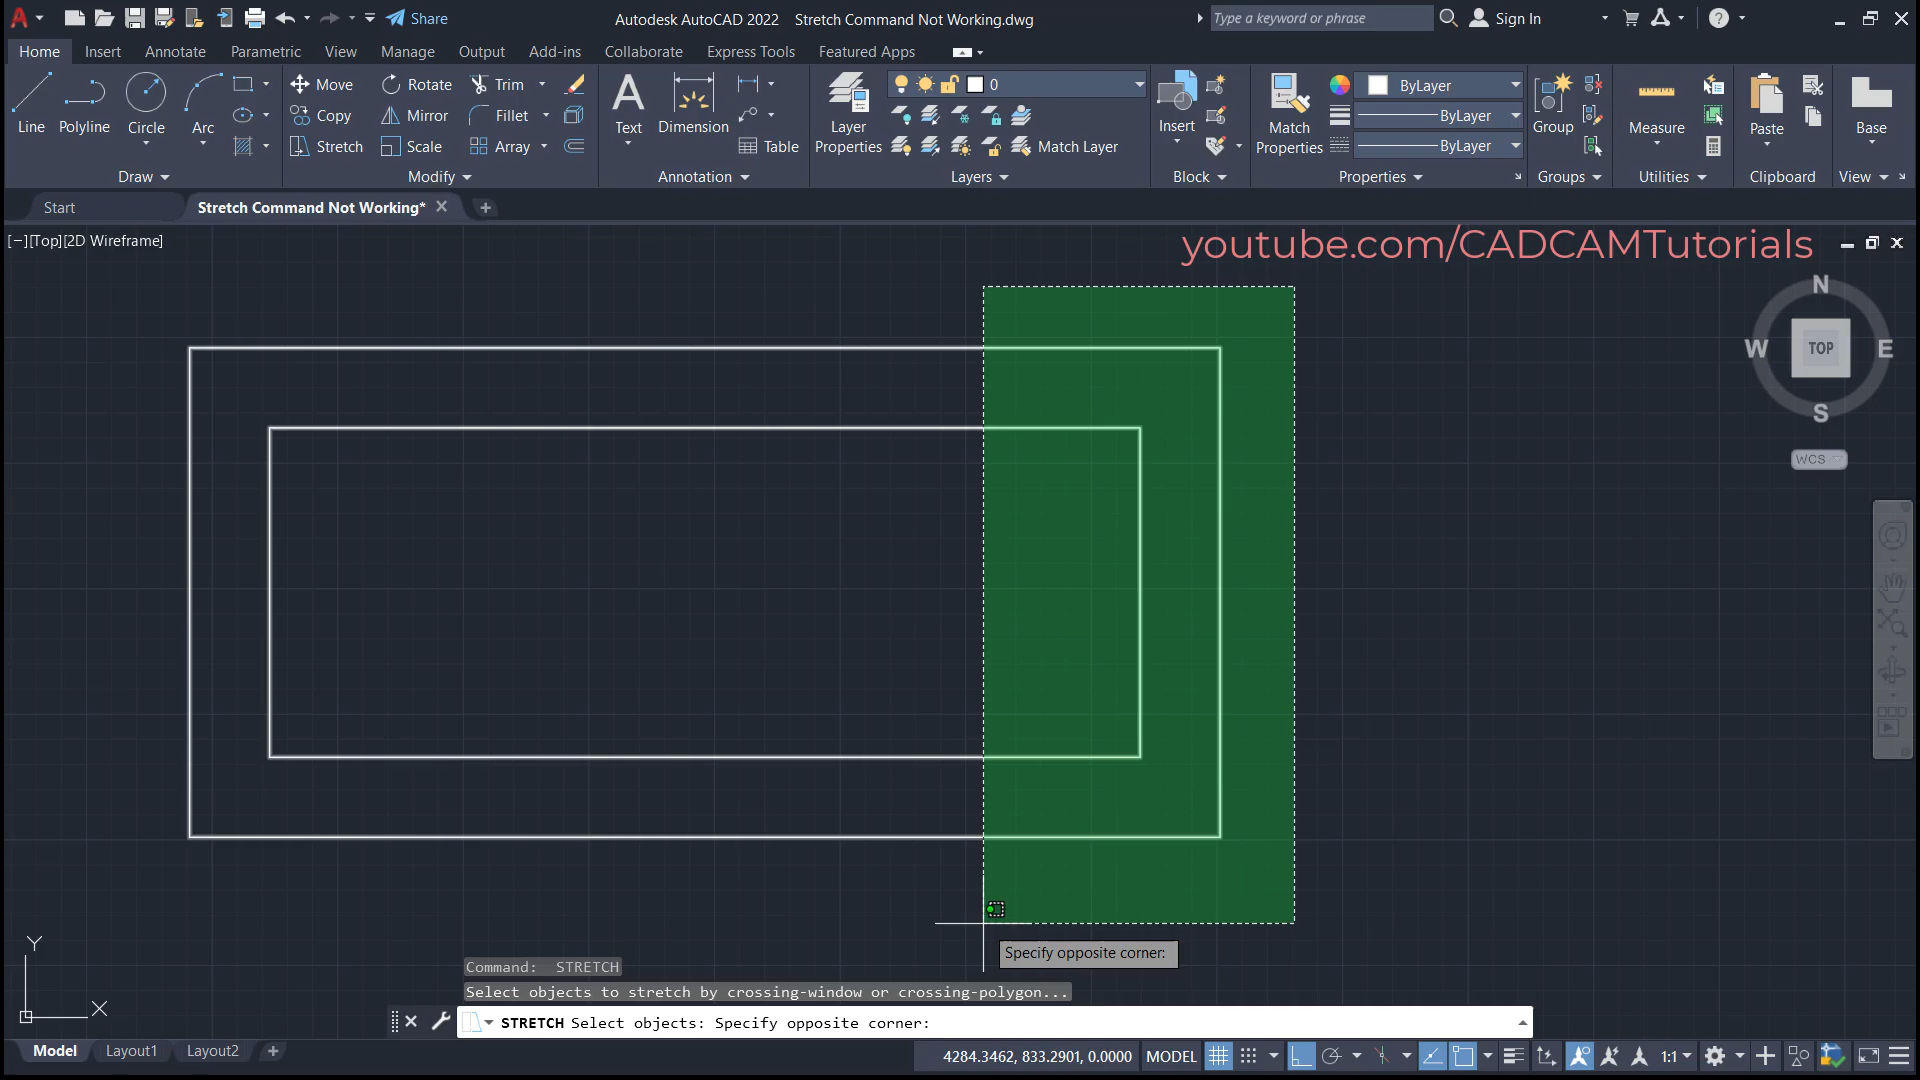 Share
Autodesk AutoCAD 2022 Stretch Command Not Working.dwg
Type a keyword or phrase
Sign In
Home Insert Annotate Parametric View Manage Output Add-ins Collaborate Express Tools Featured Apps
Line Polyline Circle Arc
Draw
Move Rotate Trim
Copy Mirror Fillet
Stretch Scale Array
Modify
Text Dimension Table
Annotation
Layer Properties
0
Match Layer
Layers
Insert
Block
Match Properties
ByLayer
ByLayer
ByLayer
Properties
Group
Groups
Measure
Utilities
Paste
Clipboard
Base
View
Start
Stretch Command Not Working*
[−][Top][2D Wireframe]
youtube.com/CADCAMTutorials
N
W TOP E
S
WCS
Specify opposite corner:
Y
X
Command: STRETCH
Select objects to stretch by crossing-window or crossing-polygon...
STRETCH Select objects: Specify opposite corner:
Model Layout1 Layout2
4284.3462, 833.2901, 0.0000 MODEL
1:1